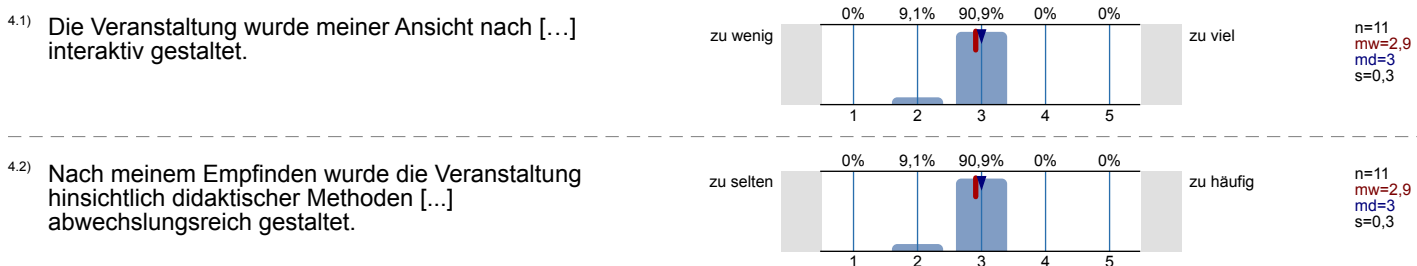 4.1) Die Veranstaltung wurde meiner Ansicht nach […]
interaktiv gestaltet.
0% 9,1% 90,9% 0% 0%
zu wenig zu viel
1 2 3 4 5
n=11
mw=2,9
md=3
s=0,3
4.2) Nach meinem Empfinden wurde die Veranstaltung
hinsichtlich didaktischer Methoden [...]
abwechslungsreich gestaltet.
0% 9,1% 90,9% 0% 0%
zu selten zu häufig
1 2 3 4 5
n=11
mw=2,9
md=3
s=0,3